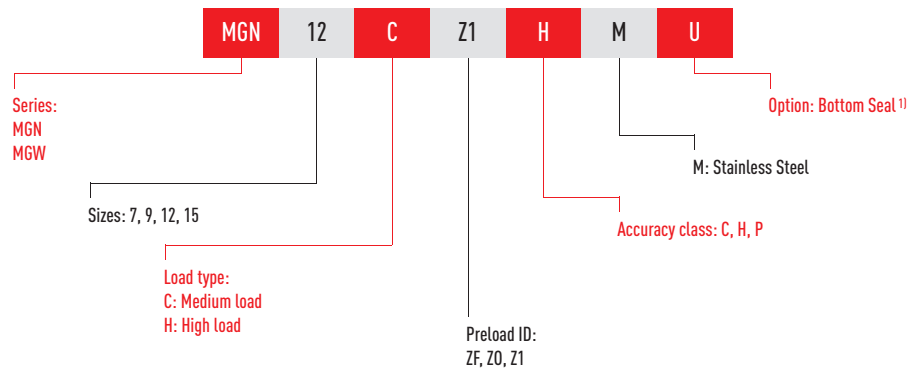 MGN 12 C Z1 H M U
Series:
MGN
MGW
Option: Bottom Seal 1)
M: Stainless Steel
Sizes: 7, 9, 12, 15
Accuracy class: C, H, P
Load type:
C: Medium load
H: High load
Preload ID:
ZF, Z0, Z1